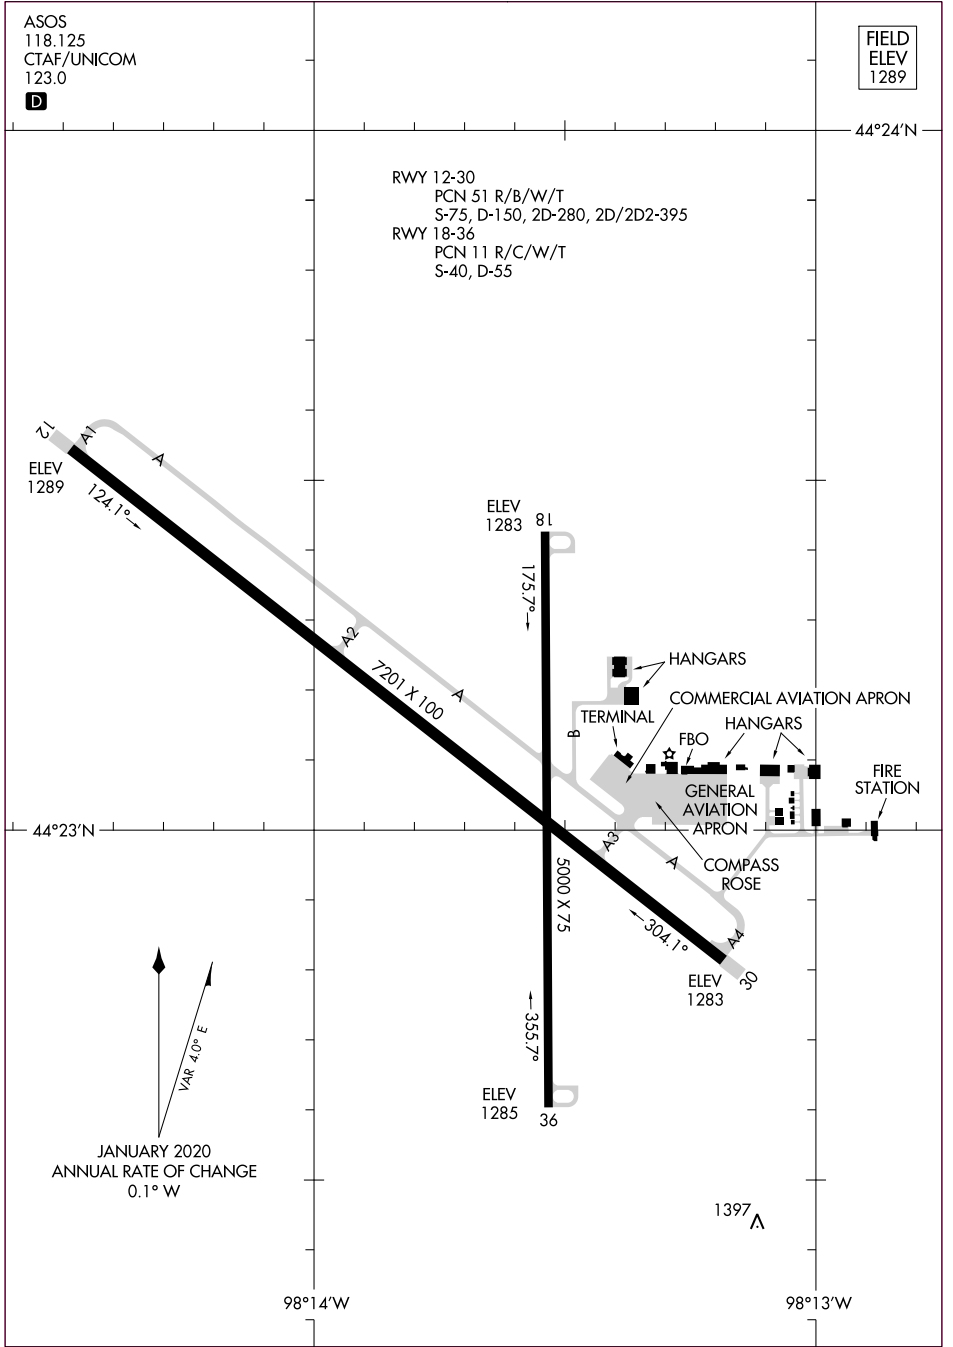 ASOS
118.125
CTAF/UNICOM
123.0
D
FIELD
ELEV
1289
44°24'N
RWY 12-30
PCN 51 R/B/W/T
S-75, D-150, 2D-280, 2D/2D2-395
RWY 18-36
PCN 11 R/C/W/T
S-40, D-55
12
A1
A
ELEV
1289
124.1°
ELEV
1283
18
175.7°
A2
7201 X 100
A
HANGARS
COMMERCIAL AVIATION APRON
TERMINAL
HANGARS
B
FBO
FIRE
STATION
GENERAL
AVIATION
APRON
44°23'N
A3
A
COMPASS
ROSE
5000 X 75
304.1°
A4
30
ELEV
1283
355.7°
ELEV
1285
36
VAR 4.0° E
JANUARY 2020
ANNUAL RATE OF CHANGE
0.1° W
1397
98°14'W
98°13'W